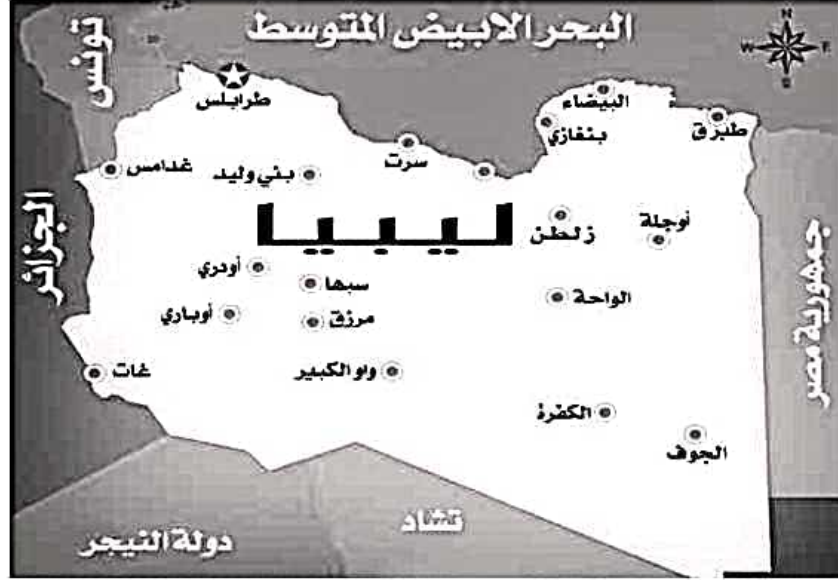 البحر الابيض المتوسط
تونس
N
W
E
S
طرابلس
البيضاء
بنغازي
طبرق
سرت
غدامس
بني وليد
الجزائر
ليبيا
زلطن
أوجلة
جمهورية مصر
أودري
سبها
الواحة
أوباري
مرزق
غات
واو الكبير
الكفرة
الجوف
تشاد
دولة النيجر